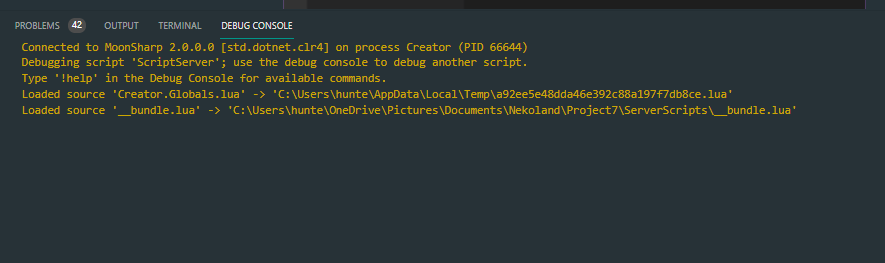 PROBLEMS 42 OUTPUT TERMINAL DEBUG CONSOLE
Connected to MoonSharp 2.0.0.0 [std.dotnet.clr4] on process Creator (PID 66644)
Debugging script 'ScriptServer'; use the debug console to debug another script.
Type '!help' in the Debug Console for available commands.
Loaded source 'Creator.Globals.lua' -> 'C:\Users\hunte\AppData\Local\Temp\a92ee5e48dda46e392c88a197f7db8ce.lua'
Loaded source '__bundle.lua' -> 'C:\Users\hunte\OneDrive\Pictures\Documents\Nekoland\Project7\ServerScripts\__bundle.lua'